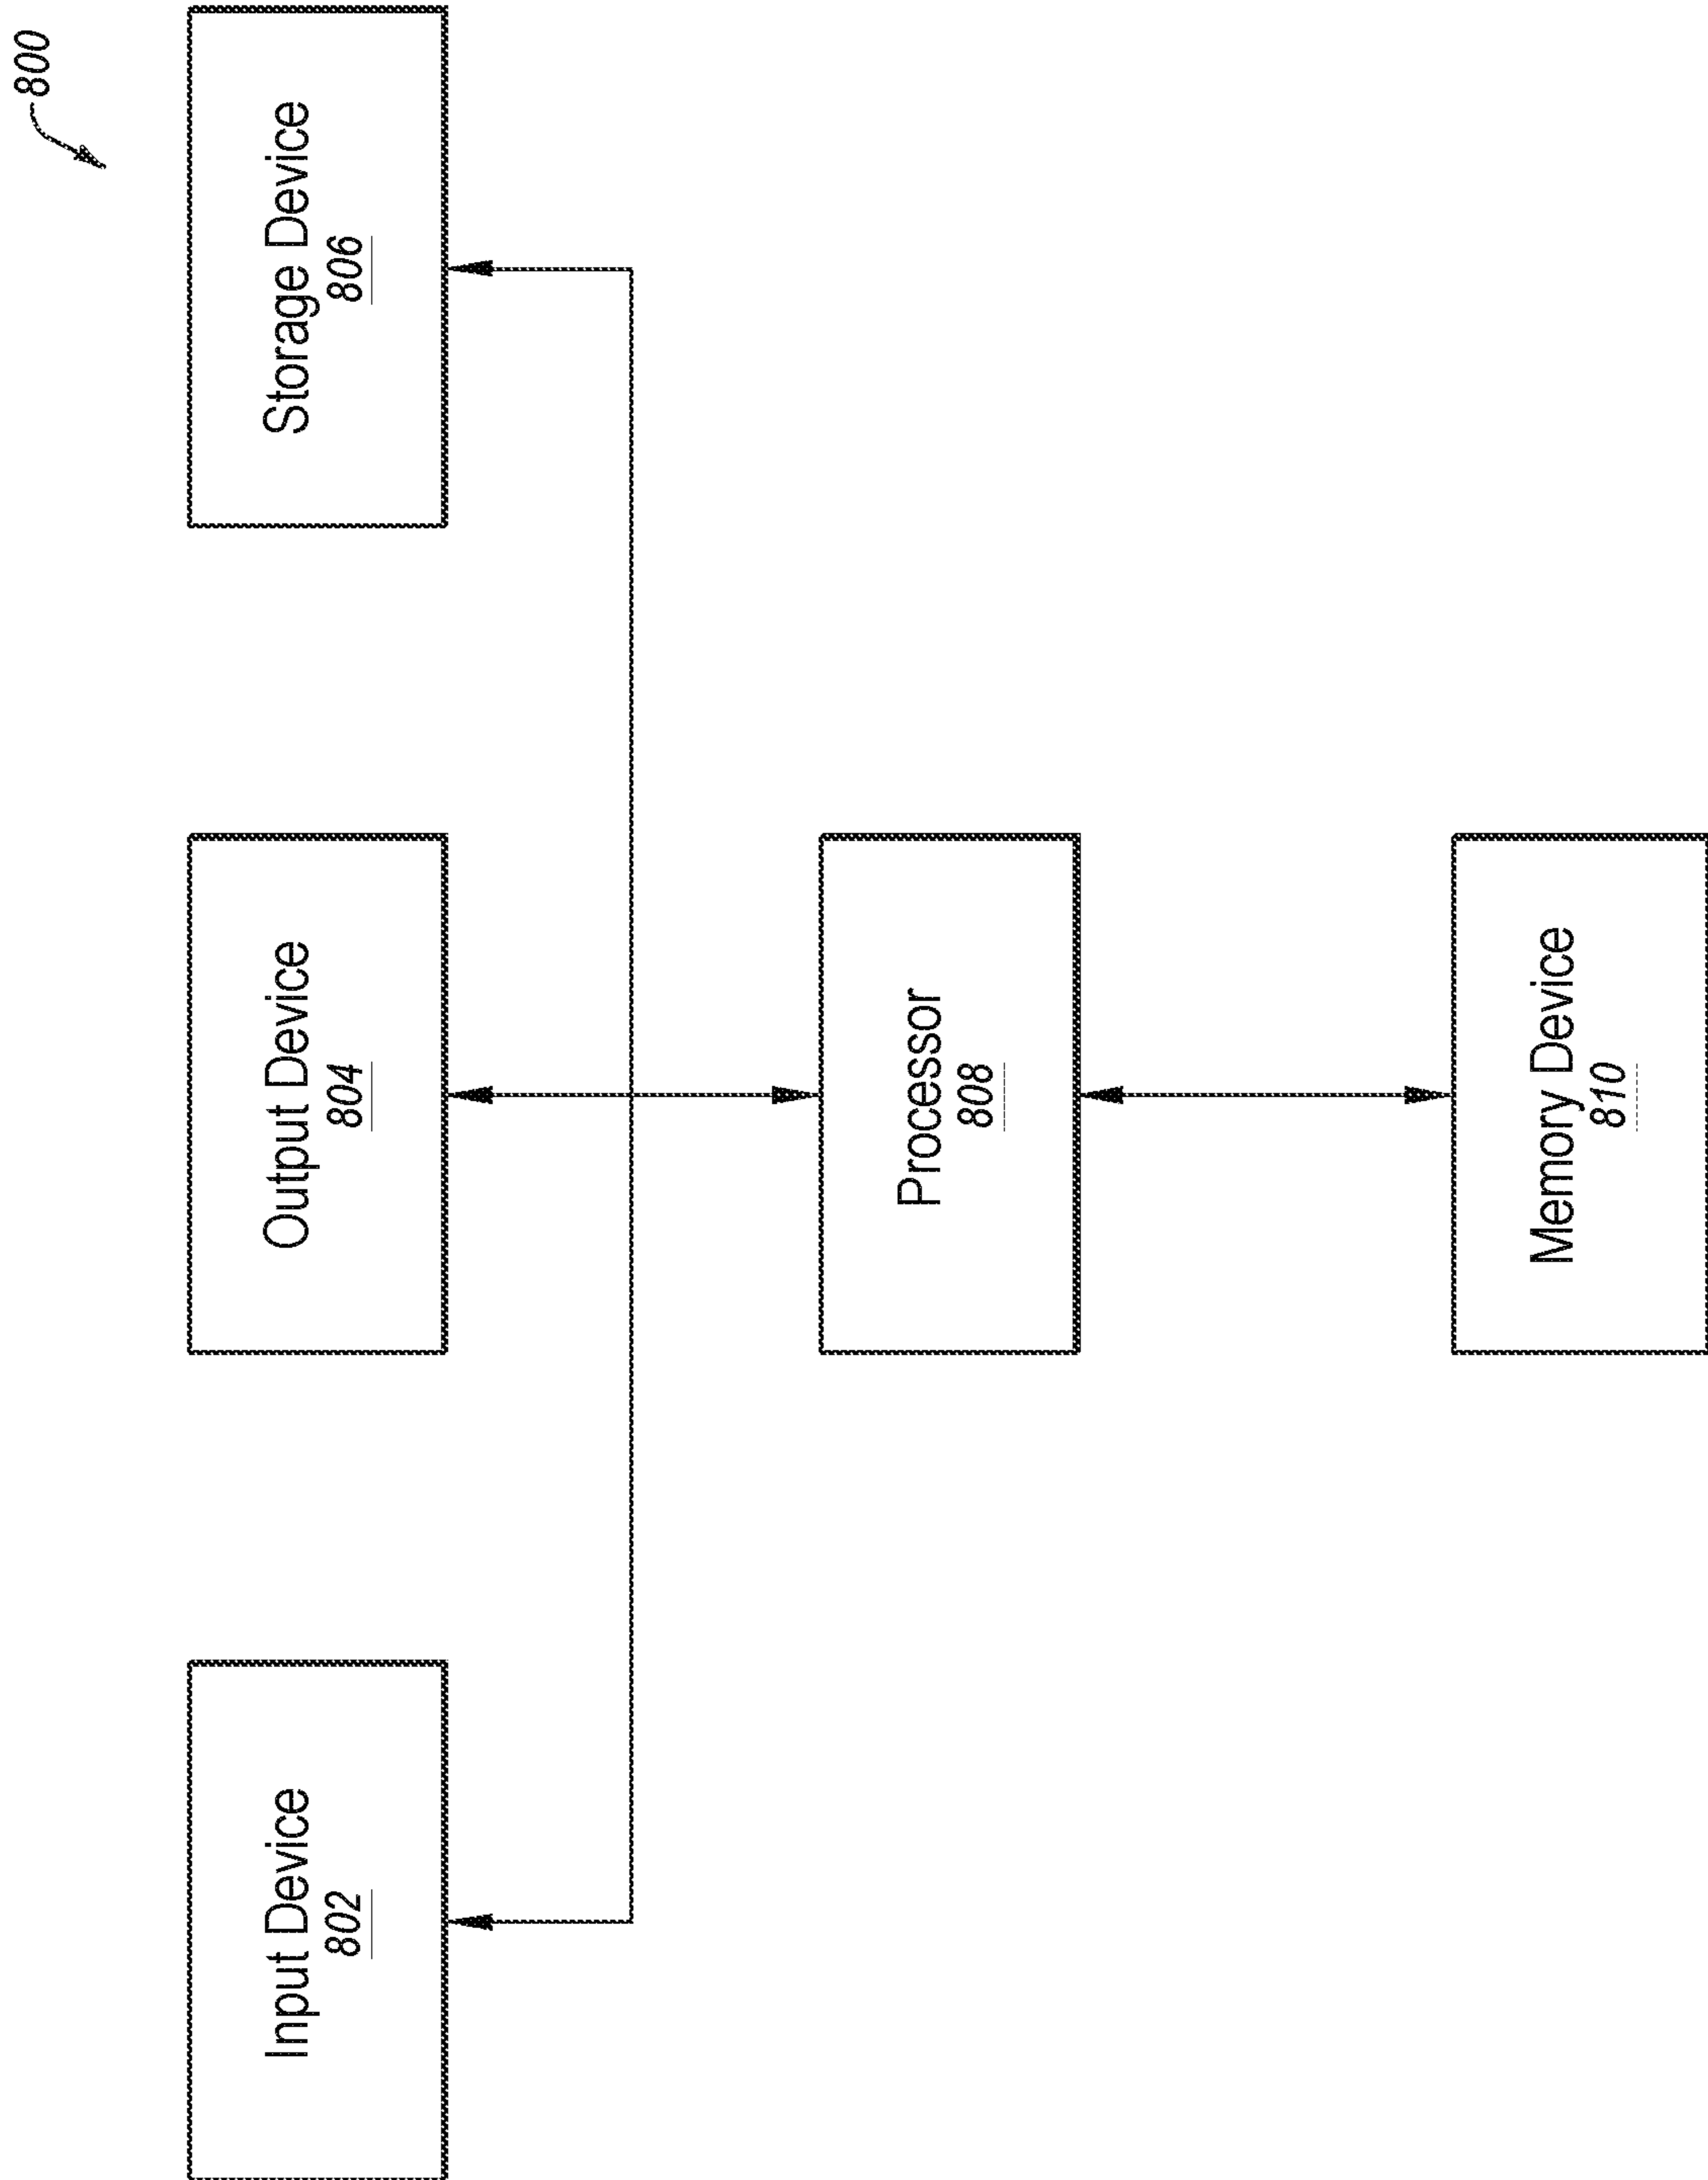 800
Input Device
802
Output Device
804
Storage Device
806
Processor
808
Memory Device
810